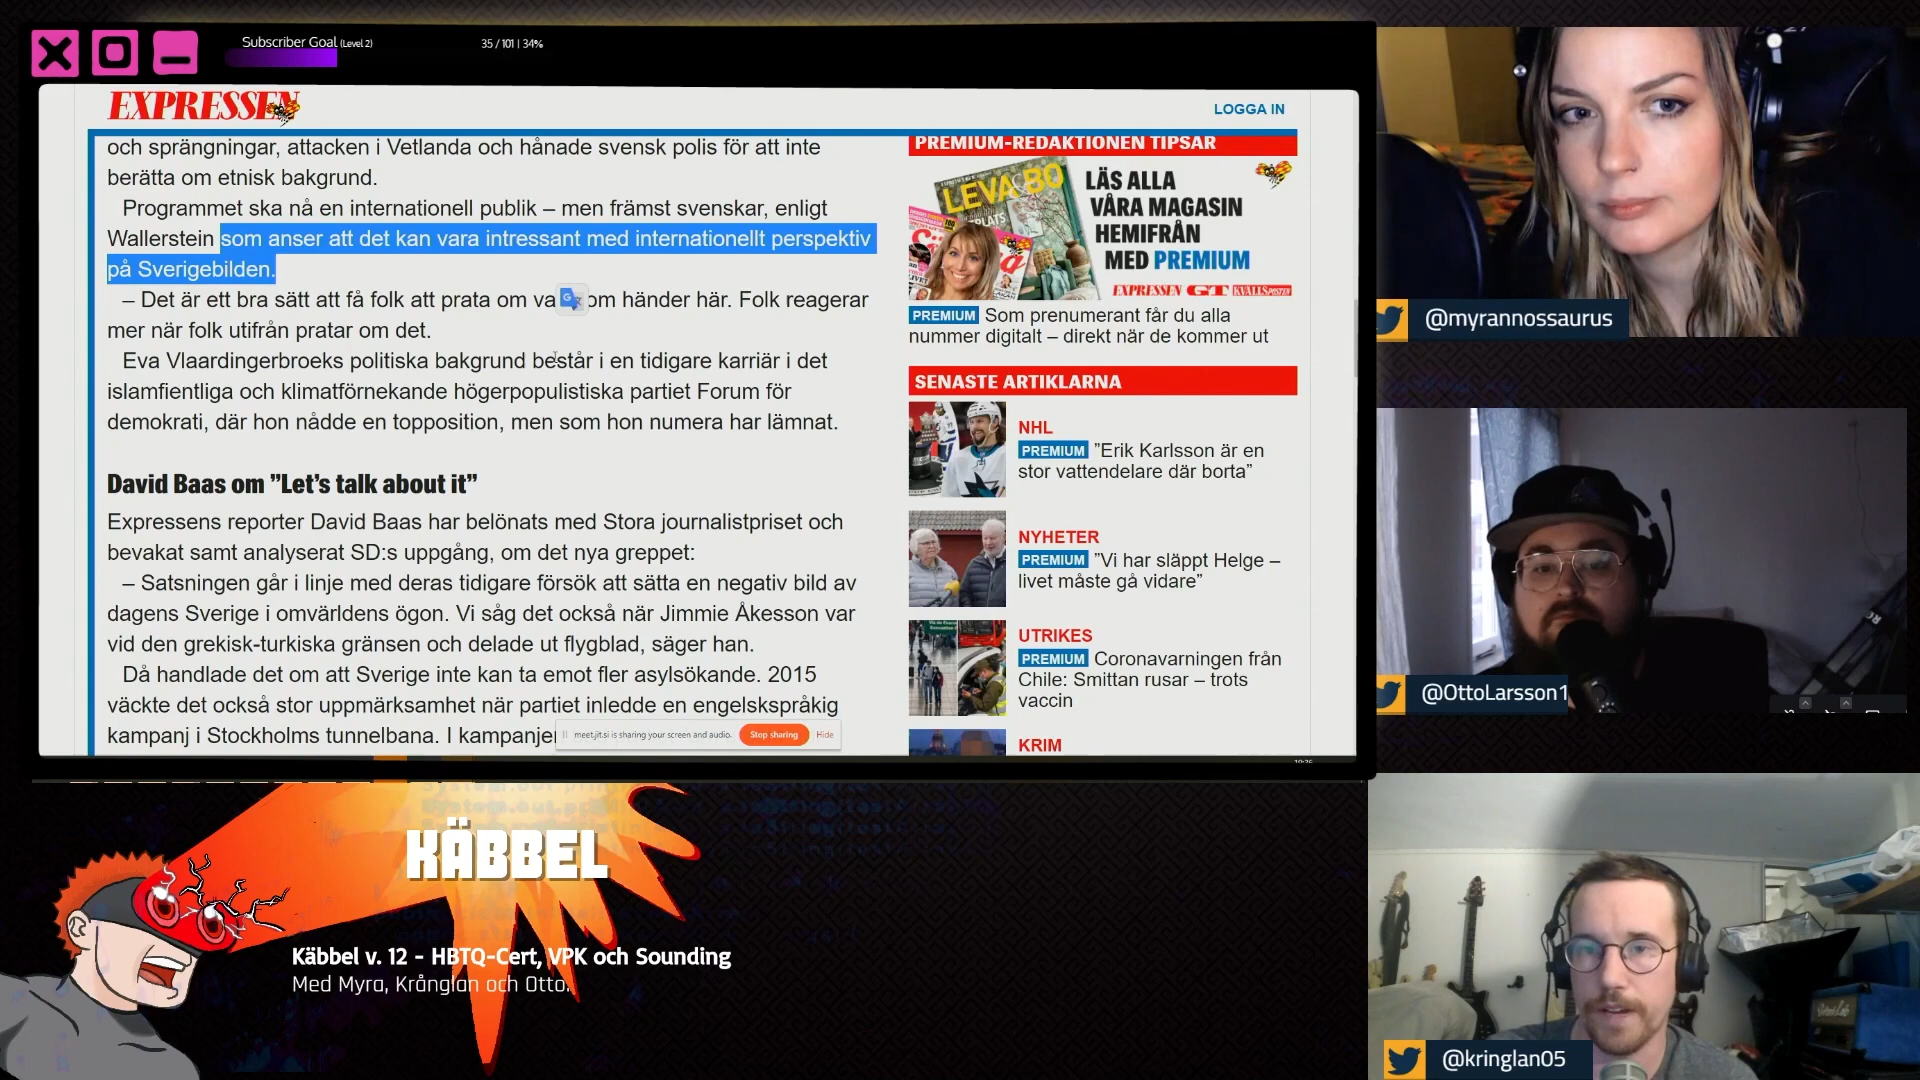 Subscriber Goal (Level 2)
35 / 101 | 34%
EXPRESSEN
LOGGA IN
och sprängningar, attacken i Vetlanda och hånade svensk polis för att inte
berätta om etnisk bakgrund.
Programmet ska nå en internationell publik – men främst svenskar, enligt
Wallerstein som anser att det kan vara intressant med internationellt perspektiv
på Sverigebilden.
– Det är ett bra sätt att få folk att prata om va om händer här. Folk reagerar
mer när folk utifrån pratar om det.
Eva Vlaardingerbroeks politiska bakgrund består i en tidigare karriär i det
islamfientliga och klimatförnekande högerpopulistiska partiet Forum för
demokrati, där hon nådde en topposition, men som hon numera har lämnat.
David Baas om ”Let’s talk about it”
Expressens reporter David Baas har belönats med Stora journalistpriset och
bevakat samt analyserat SD:s uppgång, om det nya greppet:
– Satsningen går i linje med deras tidigare försök att sätta en negativ bild av
dagens Sverige i omvärldens ögon. Vi såg det också när Jimmie Åkesson var
vid den grekisk-turkiska gränsen och delade ut flygblad, säger han.
Då handlade det om att Sverige inte kan ta emot fler asylsökande. 2015
väckte det också stor uppmärksamhet när partiet inledde en engelskspråkig
kampanj i Stockholms tunnelbana. I kampanjen
meet.jit.si is sharing your screen and audio.
Stop sharing
Hide
PREMIUM-REDAKTIONEN TIPSAR
LEVA&BO
LÄS ALLA
VÅRA MAGASIN
HEMIFRÅN
MED PREMIUM
EXPRESSEN GT KVÄLLSPOSTEN
PREMIUM Som prenumerant får du alla
nummer digitalt – direkt när de kommer ut
SENASTE ARTIKLARNA
NHL
PREMIUM ”Erik Karlsson är en
stor vattendelare där borta”
NYHETER
PREMIUM ”Vi har släppt Helge –
livet måste gå vidare”
UTRIKES
PREMIUM Coronavarningen från
Chile: Smittan rusar – trots
vaccin
KRIM
@myrannossaurus
@OttoLarsson1
@kringlan05
KÄBBEL
Käbbel v. 12 - HBTQ-Cert, VPK och Sounding
Med Myra, Krånglan och Otto.